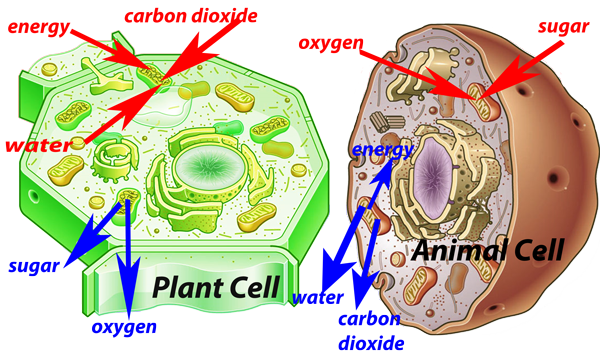 energy
carbon dioxide
water
sugar
oxygen
Plant Cell
oxygen
sugar
energy
water
carbon
dioxide
Animal Cell